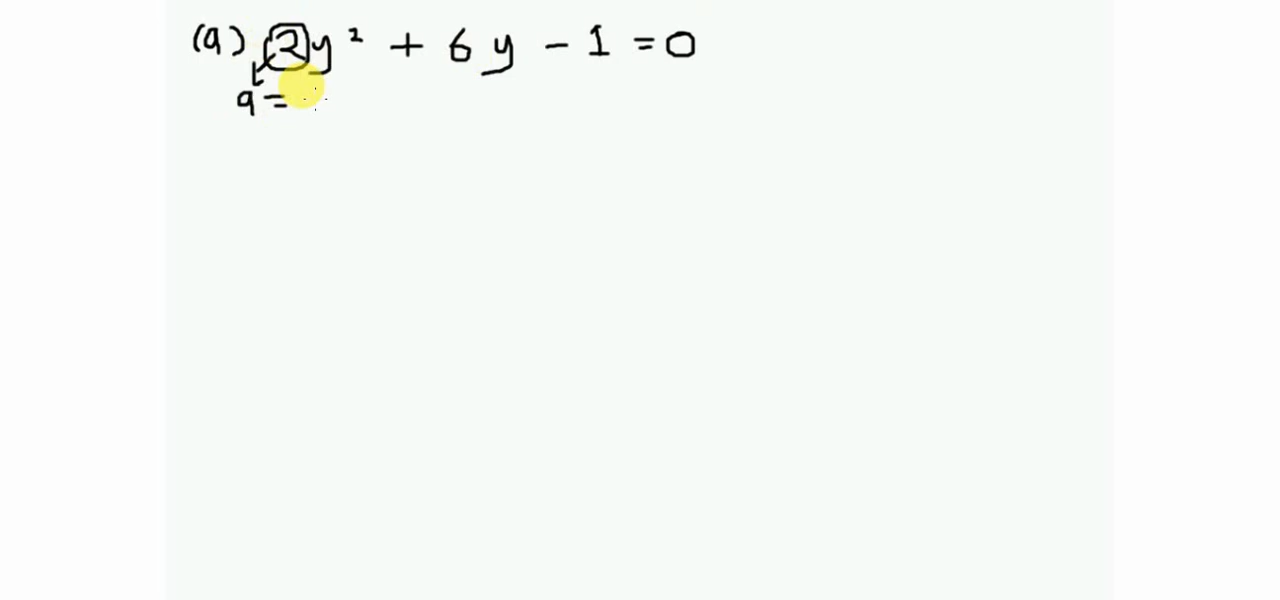 (a) 2y² + 6y - 1 = 0
a =